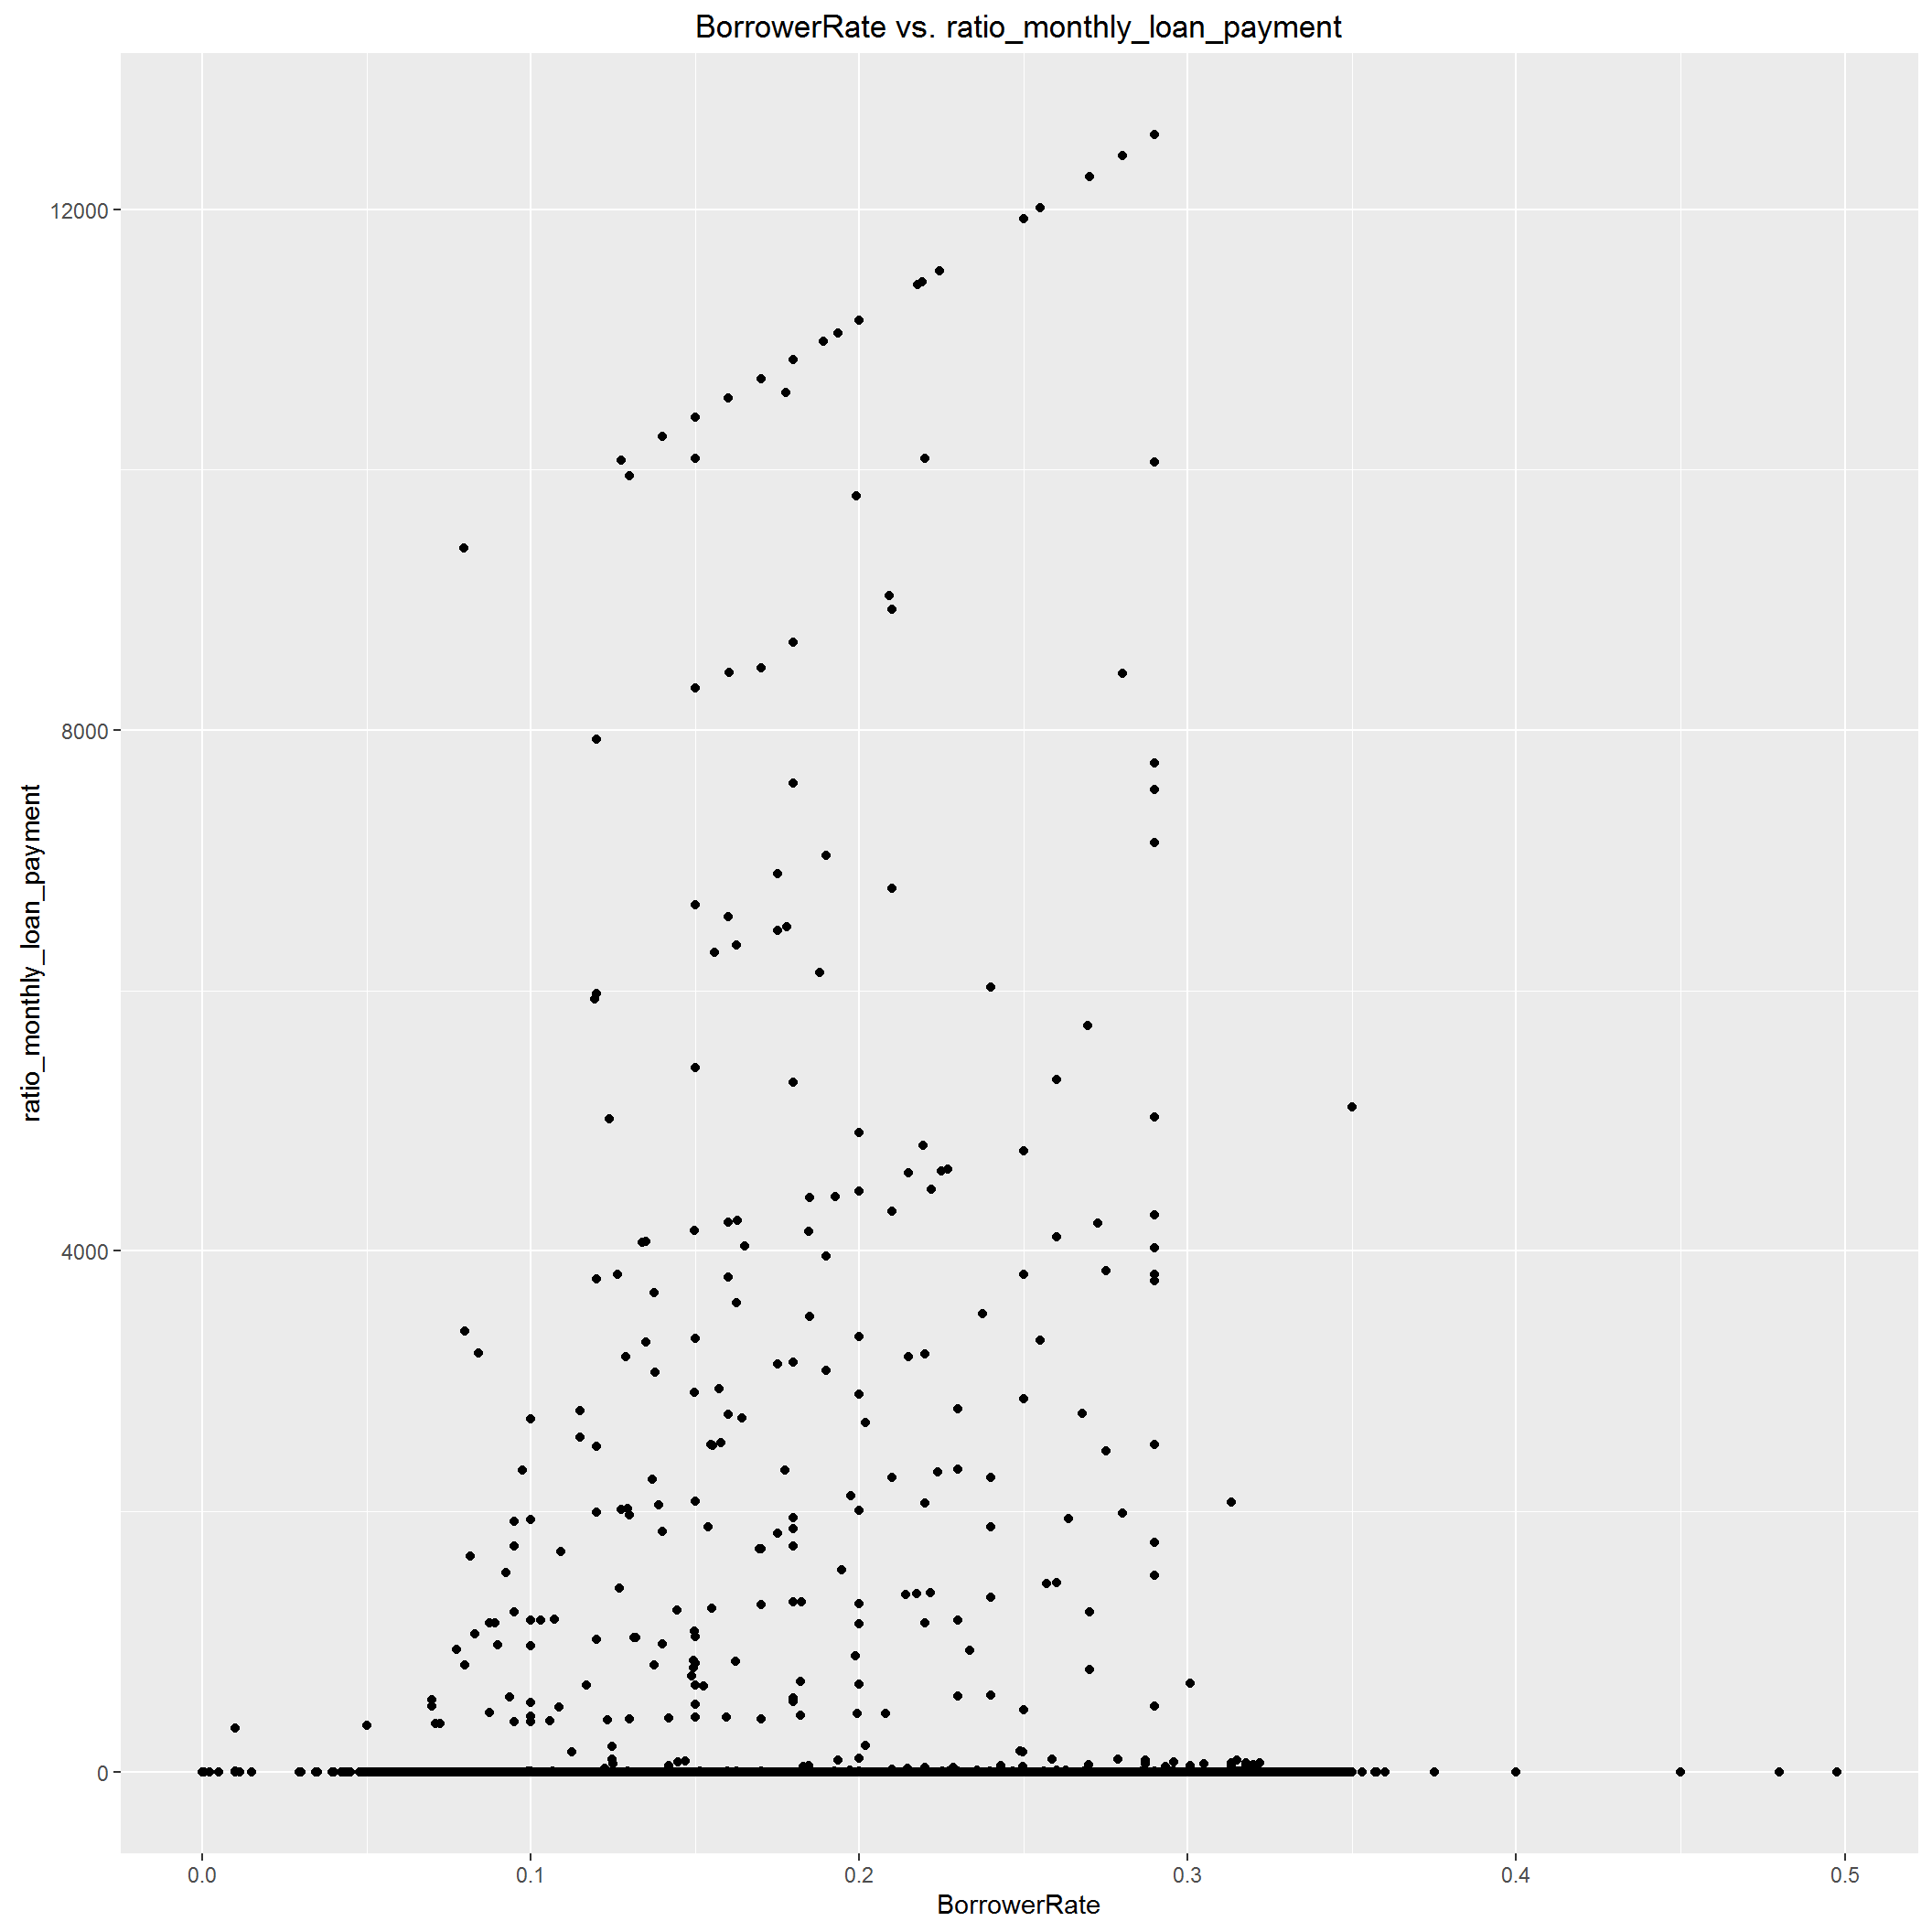 BorrowerRate vs. ratio_monthly_loan_payment
ratio_monthly_loan_payment
12000
8000
4000
0
0.0 0.1 0.2 0.3 0.4 0.5
BorrowerRate